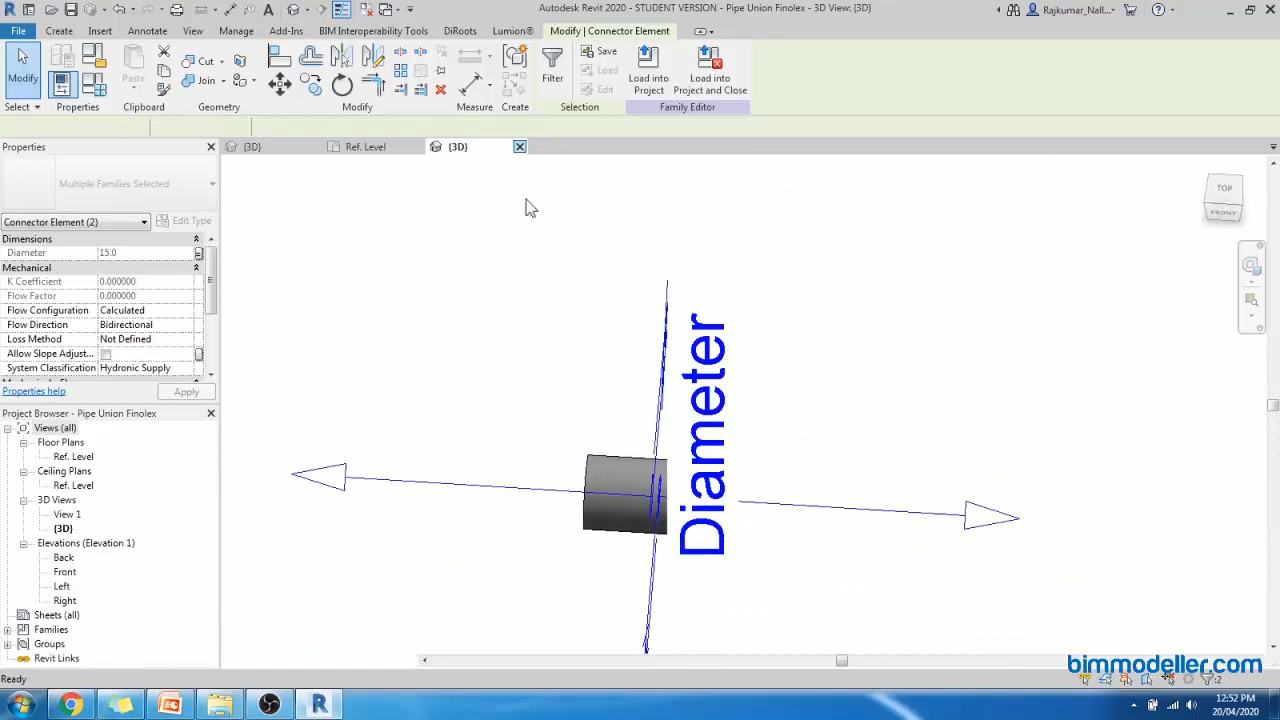 Autodesk Revit 2020 - STUDENT VERSION - Pipe Union Finolex - 3D View: {3D}
Rajkumar_Nall...
File Create Insert Annotate View Manage Add-Ins BIM Interoperability Tools DiRoots Lumion® Modify | Connector Element
Modify
Paste
Cut
Join
Filter
Save
Load
Edit
Load into Project
Load into Project and Close
Select Properties Clipboard Geometry Modify Measure Create Selection Family Editor
Properties
{3D}
Ref. Level
{3D}
Multiple Families Selected
Connector Element (2)
Edit Type
Dimensions
Diameter 15.0
Mechanical
K Coefficient 0.000000
Flow Factor 0.000000
Flow Configuration Calculated
Flow Direction Bidirectional
Loss Method Not Defined
Allow Slope Adjust...
System Classification Hydronic Supply
Properties help
Apply
Project Browser - Pipe Union Finolex
Views (all)
Floor Plans
Ref. Level
Ceiling Plans
Ref. Level
3D Views
View 1
{3D}
Elevations (Elevation 1)
Back
Front
Left
Right
Sheets (all)
Families
Groups
Revit Links
Diameter
TOP
FRONT
bimmodeller.com
Ready
:2
12:52 PM
20/04/2020